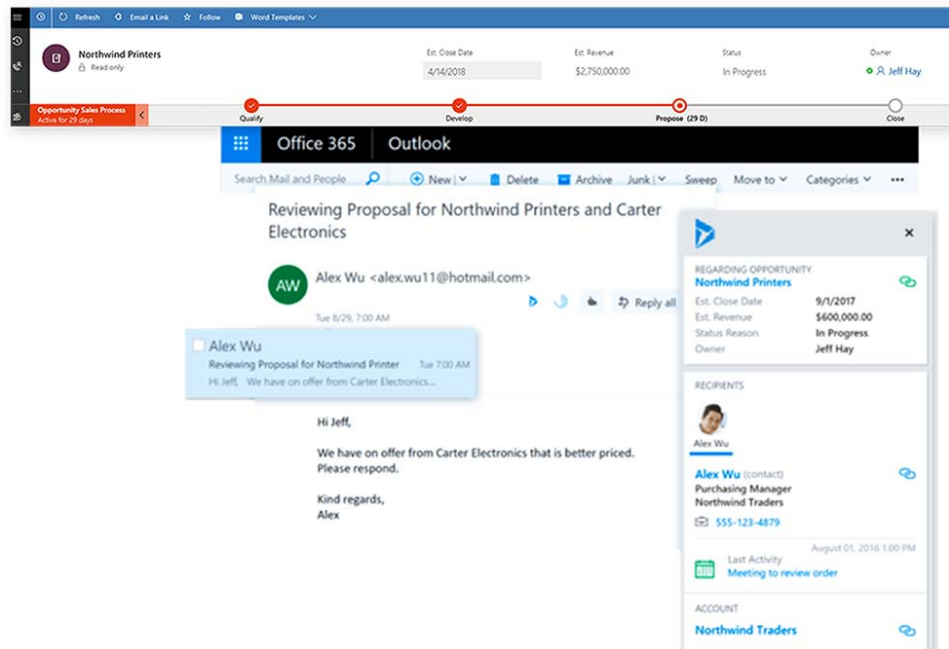 Refresh Email a Link Follow Word Templates
Northwind Printers
Read only
Est. Close Date Est. Revenue Status Owner
4/14/2018 $2,750,000.00 In Progress Jeff Hay
Opportunity Sales Process
Active for 29 days
Qualify Develop Propose (29 D) Close
Office 365 Outlook
Search Mail and People New Delete Archive Junk Sweep Move to Categories
Reviewing Proposal for Northwind Printers and Carter
Electronics
AW
Alex Wu <alex.wu11@hotmail.com>
Reply all
Tue 8/29, 7:00 AM
Alex Wu
Reviewing Proposal for Northwind Printer Tue 7:00 AM
Hi Jeff, We have on offer from Carter Electronics...
Hi Jeff,
We have on offer from Carter Electronics that is better priced.
Please respond.
Kind regards,
Alex
REGARDING OPPORTUNITY
Northwind Printers
Est. Close Date 9/1/2017
Est. Revenue $600,000.00
Status Reason In Progress
Owner Jeff Hay
RECIPIENTS
Alex Wu
Alex Wu (contact)
Purchasing Manager
Northwind Traders
555-123-4879
August 01, 2016 1:00 PM
Last Activity
Meeting to review order
ACCOUNT
Northwind Traders